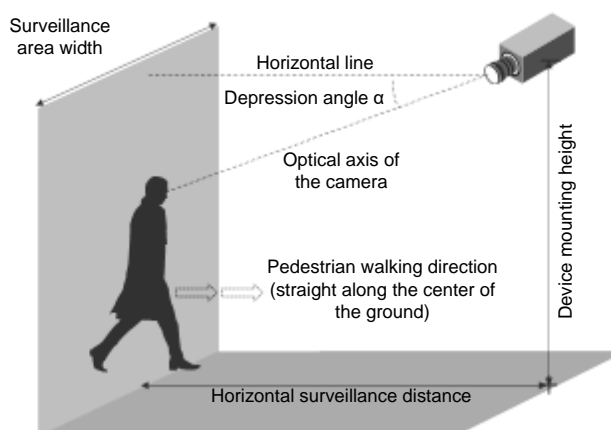 Surveillance
area width
Horizontal line
Depression angle α
Optical axis of
the camera
Device mounting height
Pedestrian walking direction
(straight along the center of
the ground)
Horizontal surveillance distance